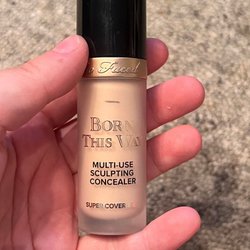 Too Faced
BORN
THIS WAY
MULTI-USE
SCULPTING
CONCEALER
SUPER COVERAGE